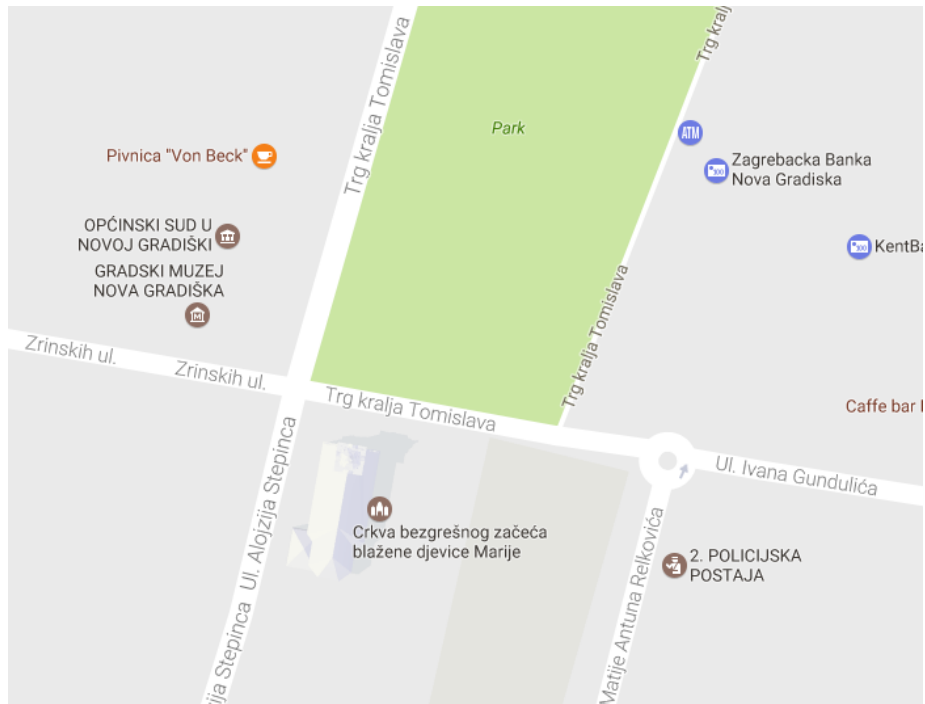 Trg kralja Tomislava
Trg kralj
Park
ATM
Pivnica "Von Beck"
Zagrebacka Banka
Nova Gradiska
OPĆINSKI SUD U
NOVOJ GRADIŠKI
KentBa
GRADSKI MUZEJ
NOVA GRADIŠKA
M
Trg kralja Tomislava
Zrinskih ul.
Zrinskih ul.
Trg kralja Tomislava
Caffe bar
Ul. Alojzija Stepinca
Ul. Ivana Gundulića
Crkva bezgrešnog začeća
blažene djevice Marije
2. POLICIJSKA
POSTAJA
Matije Antuna Relkovića
ija Stepinca